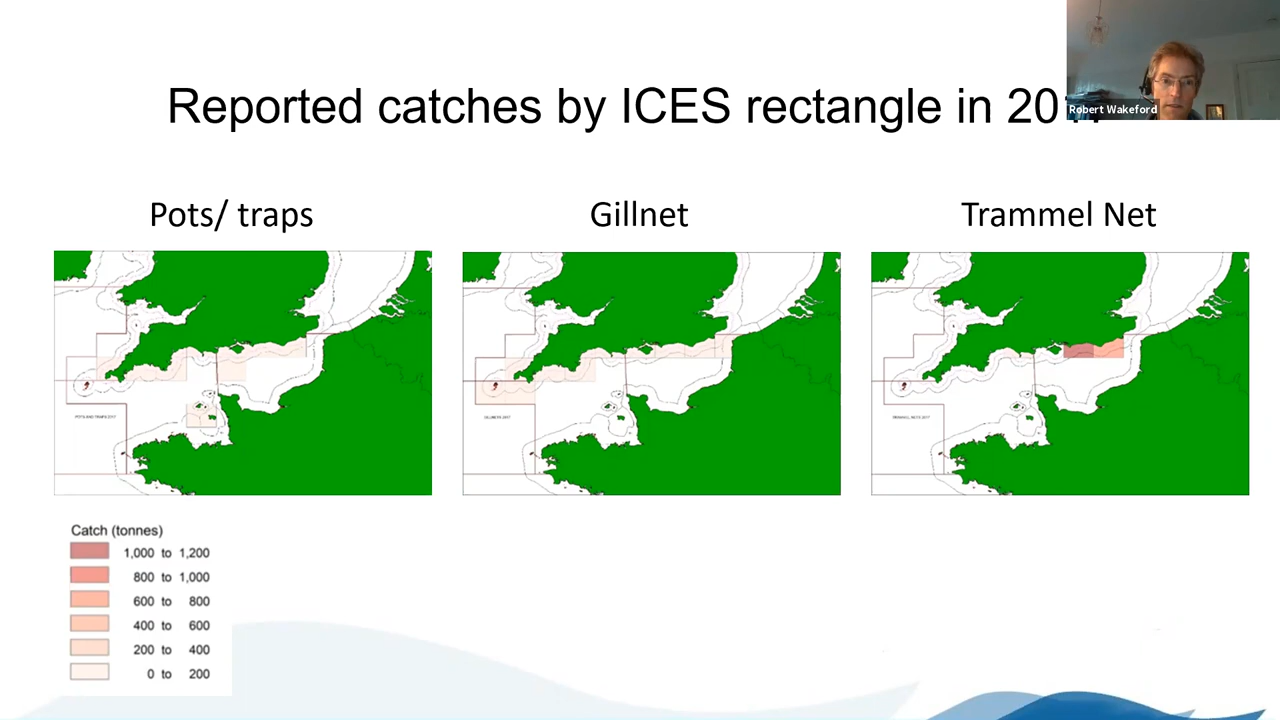 Robert Wakeford
Reported catches by ICES rectangle in 20
Pots/ traps
Gillnet
Trammel Net
POTS AND TRAPS 2017
GILLNETS 2017
TRAMMEL NETS 2017
Catch (tonnes)
1,000 to 1,200
800 to 1,000
600 to 800
400 to 600
200 to 400
0 to 200